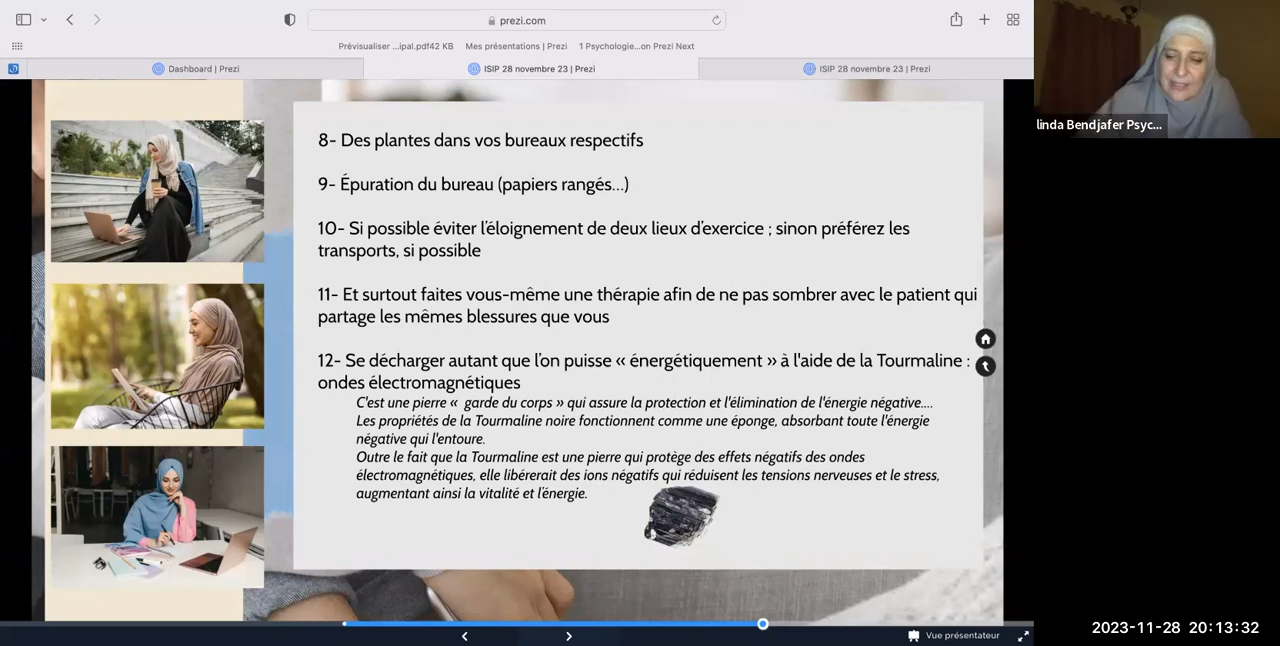 prezi.com
Prévisualiser ...ipal.pdf42 KB
Mes présentations | Prezi
1 Psychologie...on Prezi Next
Dashboard | Prezi
ISIP 28 novembre 23 | Prezi
ISIP 28 novembre 23 | Prezi
linda Bendjafer Psyc...
8- Des plantes dans vos bureaux respectifs
9- Épuration du bureau (papiers rangés...)
10- Si possible éviter l'éloignement de deux lieux d'exercice ; sinon préférez les
transports, si possible
11- Et surtout faites vous-même une thérapie afin de ne pas sombrer avec le patient qui
partage les mêmes blessures que vous
12- Se décharger autant que l'on puisse « énergétiquement » à l'aide de la Tourmaline :
ondes électromagnétiques
C'est une pierre « garde du corps » qui assure la protection et l'élimination de l'énergie négative....
Les propriétés de la Tourmaline noire fonctionnent comme une éponge, absorbant toute l'énergie
négative qui l'entoure.
Outre le fait que la Tourmaline est une pierre qui protège des effets négatifs des ondes
électromagnétiques, elle libérerait des ions négatifs qui réduisent les tensions nerveuses et le stress,
augmentant ainsi la vitalité et l'énergie.
Vue présentateur
2023-11-28 20:13:32